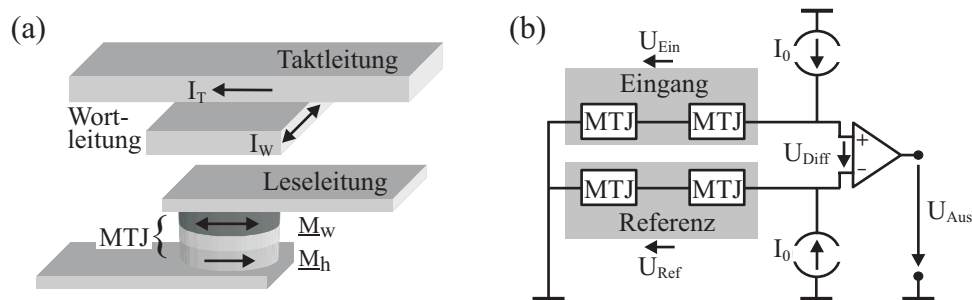 (a)
Taktleitung
I_T
Wort-
leitung
I_W
Leseleitung
MTJ
M_W
M_h
(b)
U_Ein
I_0
Eingang
MTJ MTJ
+
U_Diff
−
MTJ MTJ
Referenz
U_Ref
I_0
U_Aus